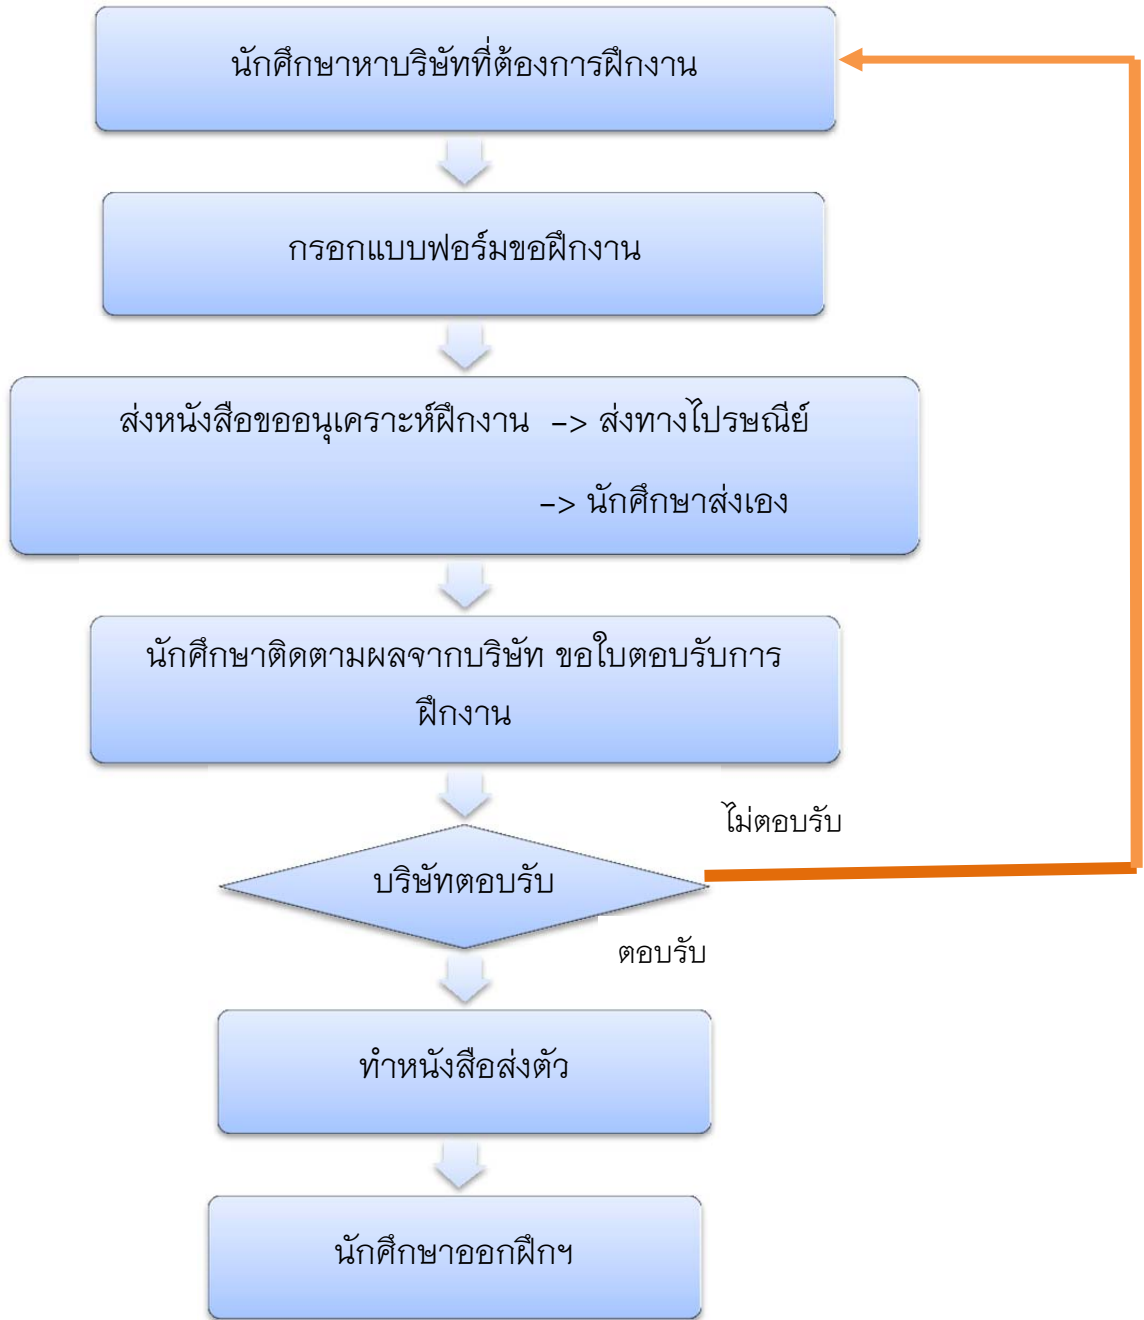 นักศึกษาหาบริษัทที่ต้องการฝึกงาน
กรอกแบบฟอร์มขอฝึกงาน
ส่งหนังสือขออนุเคราะห์ฝึกงาน -> ส่งทางไปรษณีย์
-> นักศึกษาส่งเอง
นักศึกษาติดตามผลจากบริษัท ขอใบตอบรับการ
ฝึกงาน
ไม่ตอบรับ
บริษัทตอบรับ
ตอบรับ
ทำหนังสือส่งตัว
นักศึกษาออกฝึกฯ